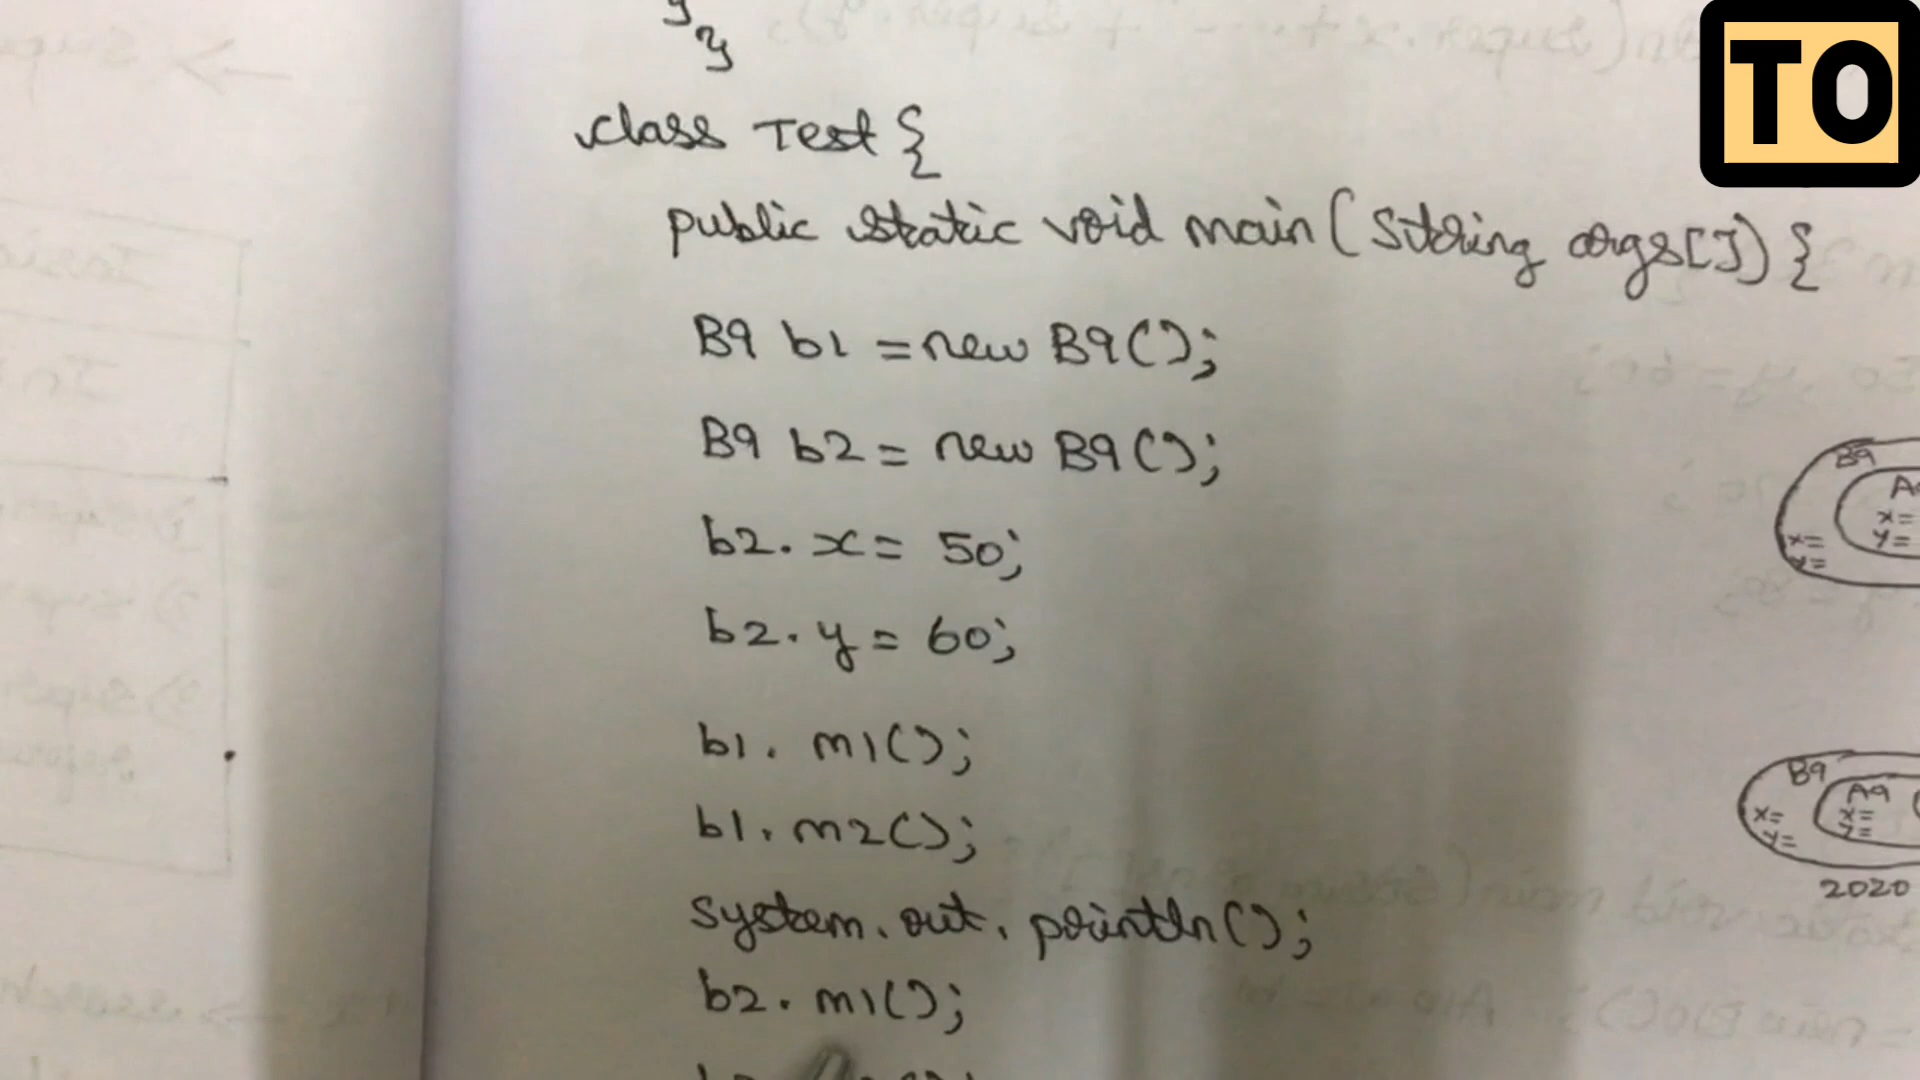 }
class Test {
public static void main(String args[]) {
B9 b1 = new B9();
B9 b2 = new B9();
b2. x = 50;
b2. y = 60;
b1. m1();
b1. m2();
system. out. println();
b2. m1();
TO
B9
A9
x=
y=
x=
y=
B9
A9
x=
y=
x=
y=
2020